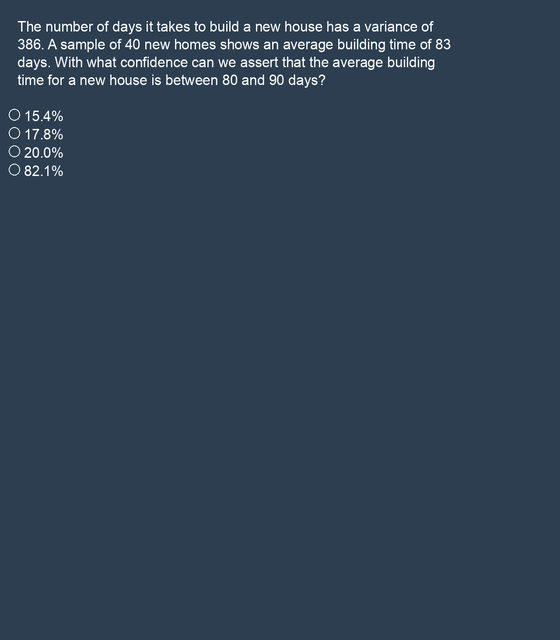 The number of days it takes to build a new house has a variance of
386. A sample of 40 new homes shows an average building time of 83
days. With what confidence can we assert that the average building
time for a new house is between 80 and 90 days?
15.4%
17.8%
20.0%
82.1%